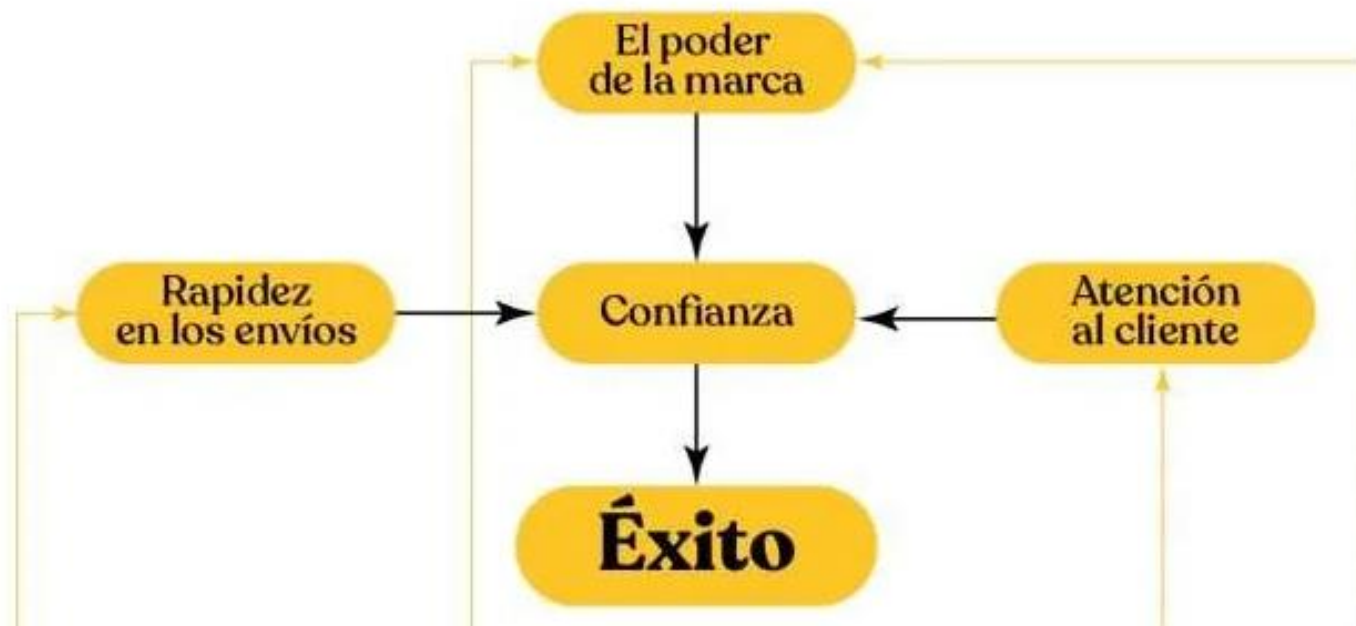 El poder
de la marca
Rapidez
en los envíos
Confianza
Atención
al cliente
Éxito